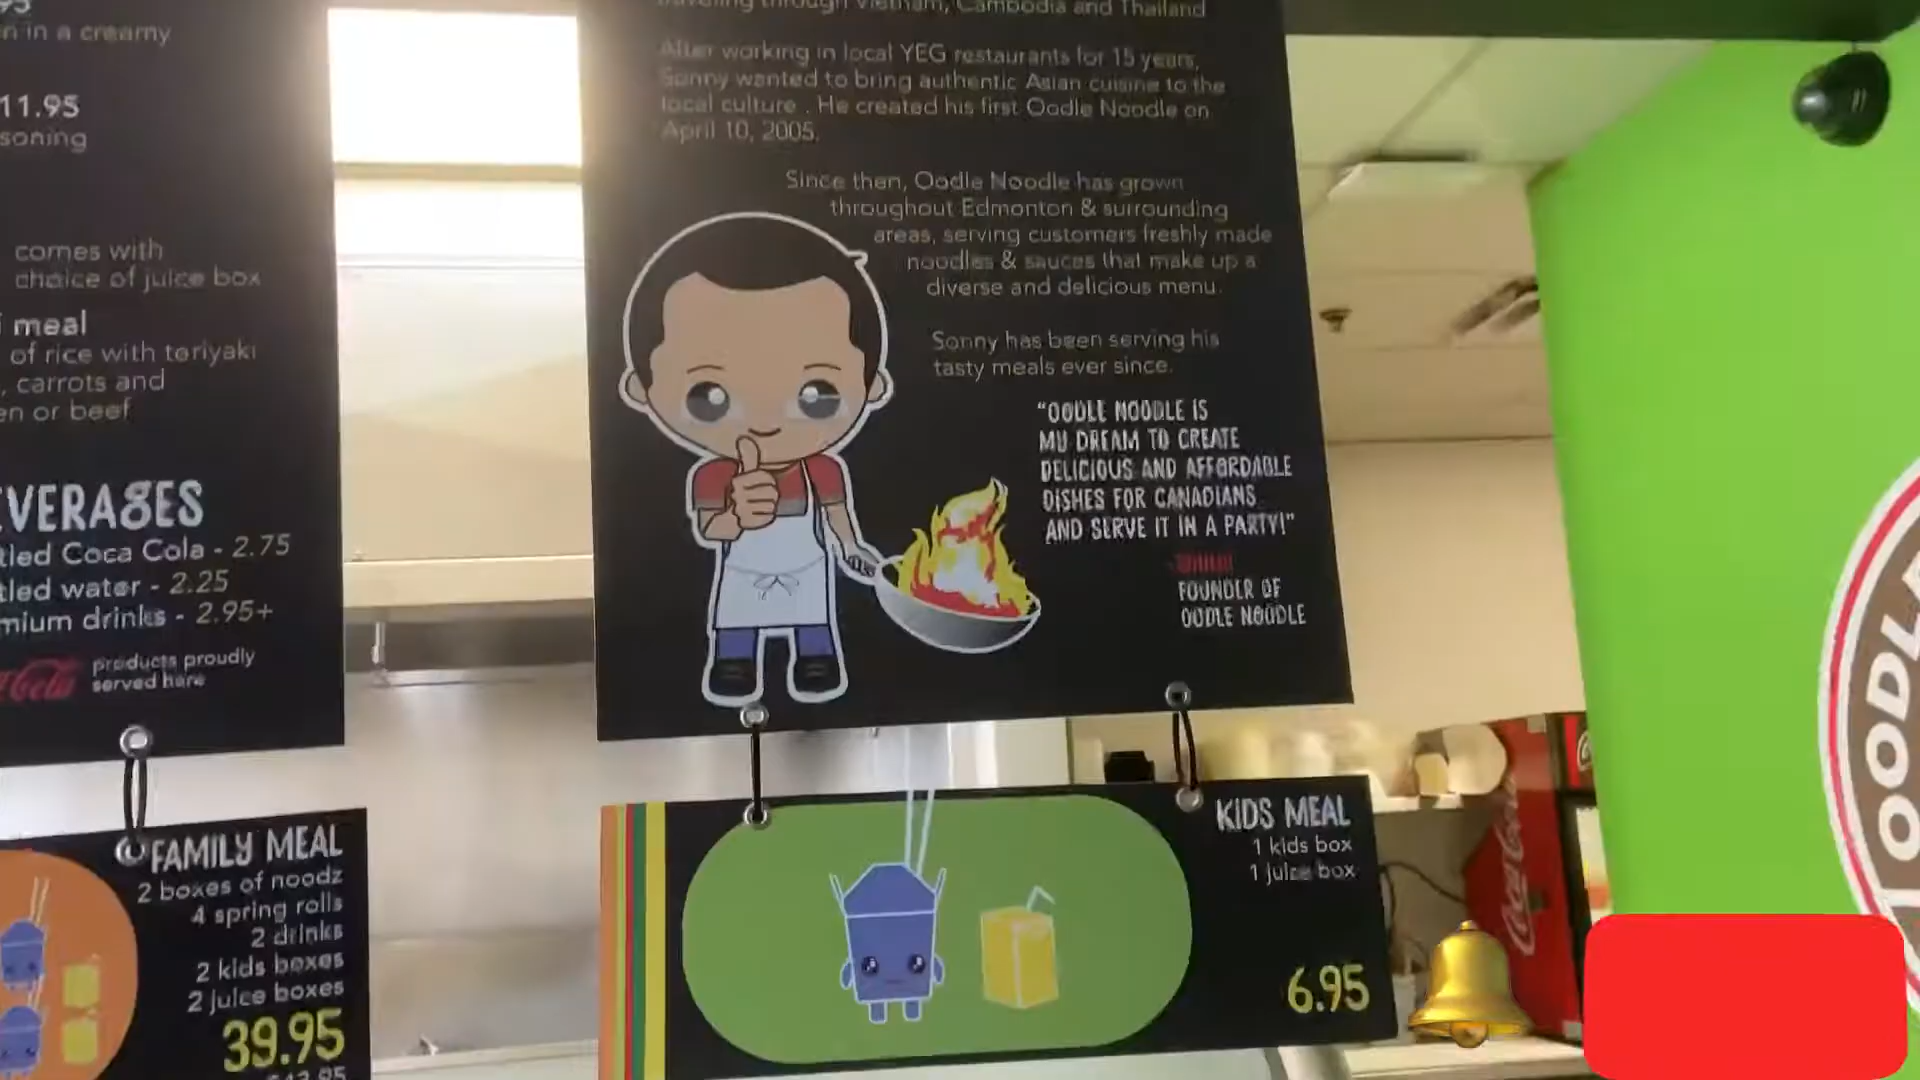 n in a creamy
11.95
soning
comes with
choice of juice box
meal
of rice with teriyaki
, carrots and
en or beef
EVERAGES
tled Coca Cola - 2.75
tled water - 2.25
mium drinks - 2.95+
products proudly
served here
FAMILY MEAL
2 boxes of noodz
4 spring rolls
2 drinks
2 kids boxes
2 juice boxes
39.95
traveling through Vietnam, Cambodia and Thailand
After working in local YEG restaurants for 15 years,
Sonny wanted to bring authentic Asian cuisine to the
local culture . He created his first Oodle Noodle on
April 10, 2005.
Since then, Oodle Noodle has grown
throughout Edmonton & surrounding
areas, serving customers freshly made
noodles & sauces that make up a
diverse and delicious menu.
Sonny has been serving his
tasty meals ever since.
"OODLE NOODLE IS
MY DREAM TO CREATE
DELICIOUS AND AFFORDABLE
DISHES FOR CANADIANS
AND SERVE IT IN A PARTY!"
FOUNDER OF
OODLE NOODLE
KIDS MEAL
1 kids box
1 juice box
6.95
Coca-Cola
OODLE